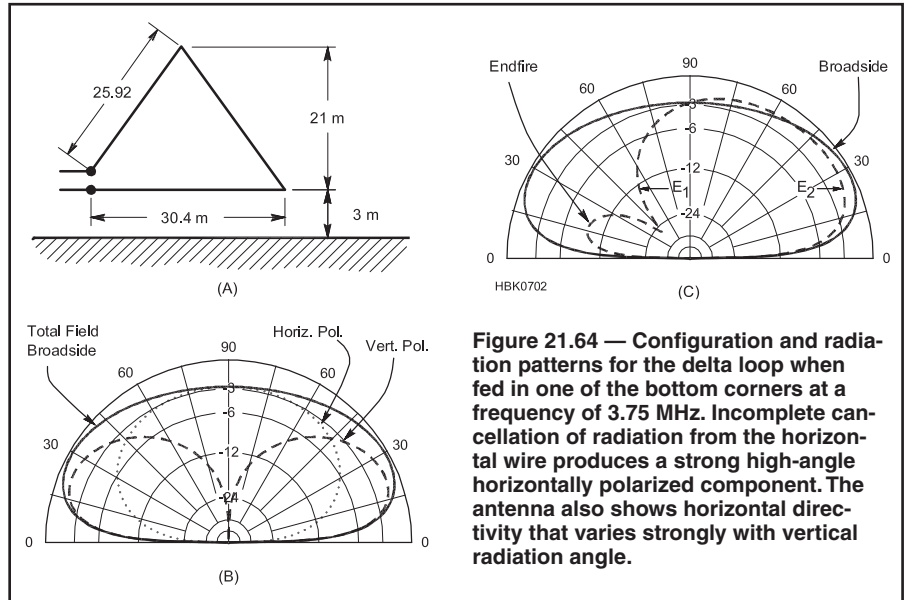 25.92
21 m
30.4 m
3 m
(A)
Endfire
Broadside
90
60
60
30
30
-3
-6
-12
-24
E1
E2
0
0
HBK0702
(C)
Total Field
Broadside
Horiz. Pol.
Vert. Pol.
90
60
60
30
30
-3
-6
-12
-24
0
0
(B)
Figure 21.64 — Configuration and radia-
tion patterns for the delta loop when
fed in one of the bottom corners at a
frequency of 3.75 MHz. Incomplete can-
cellation of radiation from the horizon-
tal wire produces a strong high-angle
horizontally polarized component. The
antenna also shows horizontal direc-
tivity that varies strongly with vertical
radiation angle.